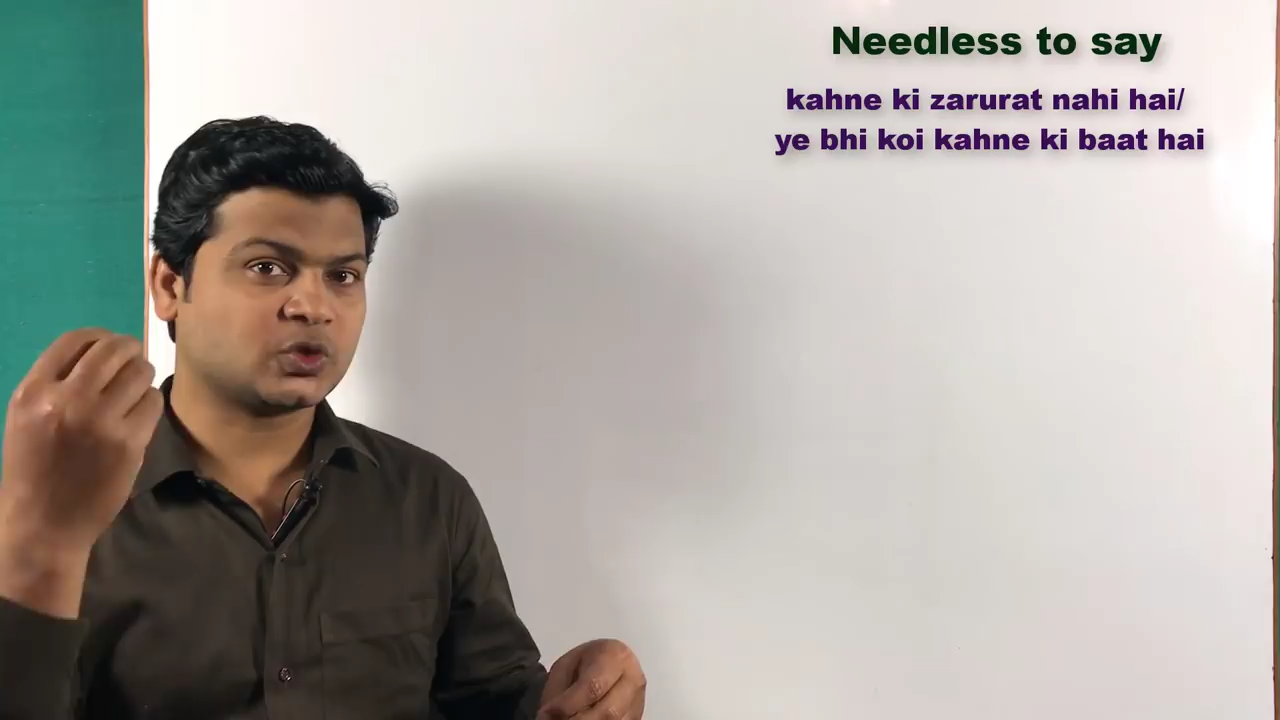 Needless to say
kahne ki zarurat nahi hai/
ye bhi koi kahne ki baat hai